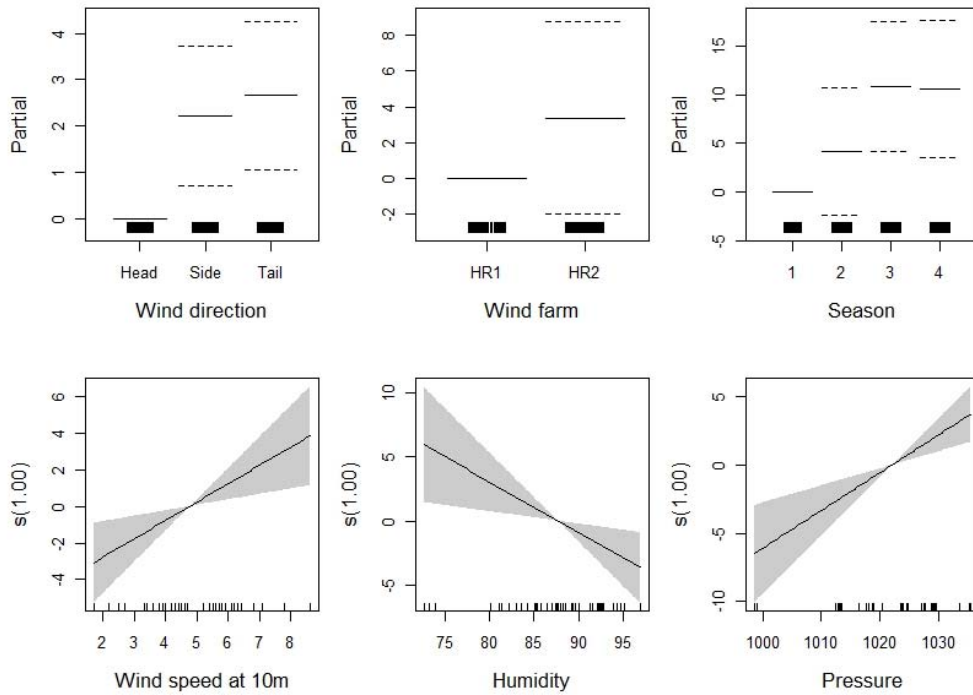 Partial
4
3
2
1
0
Head Side Tail
Wind direction
Partial
8
6
4
2
0
-2
HR1 HR2
Wind farm
Partial
15
10
5
0
-5
1 2 3 4
Season
s(1.00)
6
4
2
0
-2
-4
2 3 4 5 6 7 8
Wind speed at 10m
s(1.00)
10
5
0
-5
75 80 85 90 95
Humidity
s(1.00)
5
0
-5
-10
1000 1010 1020 1030
Pressure